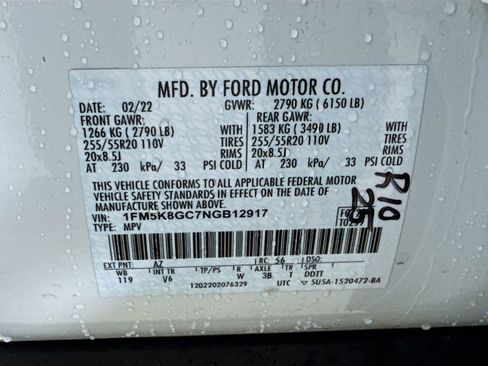 MFD. BY FORD MOTOR CO.
DATE: 02/22 GVWR: 2790 KG ( 6150 LB)
FRONT GAWR: REAR GAWR:
1266 KG ( 2790 LB) WITH 1583 KG ( 3490 LB) WITH
255/55R20 110V TIRES 255/55R20 110V TIRES
20x8.5J RIMS 20x8.5J RIMS
AT 230 kPa/ 33 PSI COLD AT 230 kPa/ 33 PSI COLD
THIS VEHICLE CONFORMS TO ALL APPLICABLE FEDERAL MOTOR
VEHICLE SAFETY STANDARDS IN EFFECT ON THE DATE OF
MANUFACTURE SHOWN ABOVE.
VIN: 1FM5K8GC7NGB12917
TYPE: MPV
R10
25
EXT PNT: AZ RC: 56 DSO:
WB INT TR TP/PS R AXLE TR SPR
119 V6 W 3B T DDTT
1202202076329 UTC 5U5A-1520472-BA